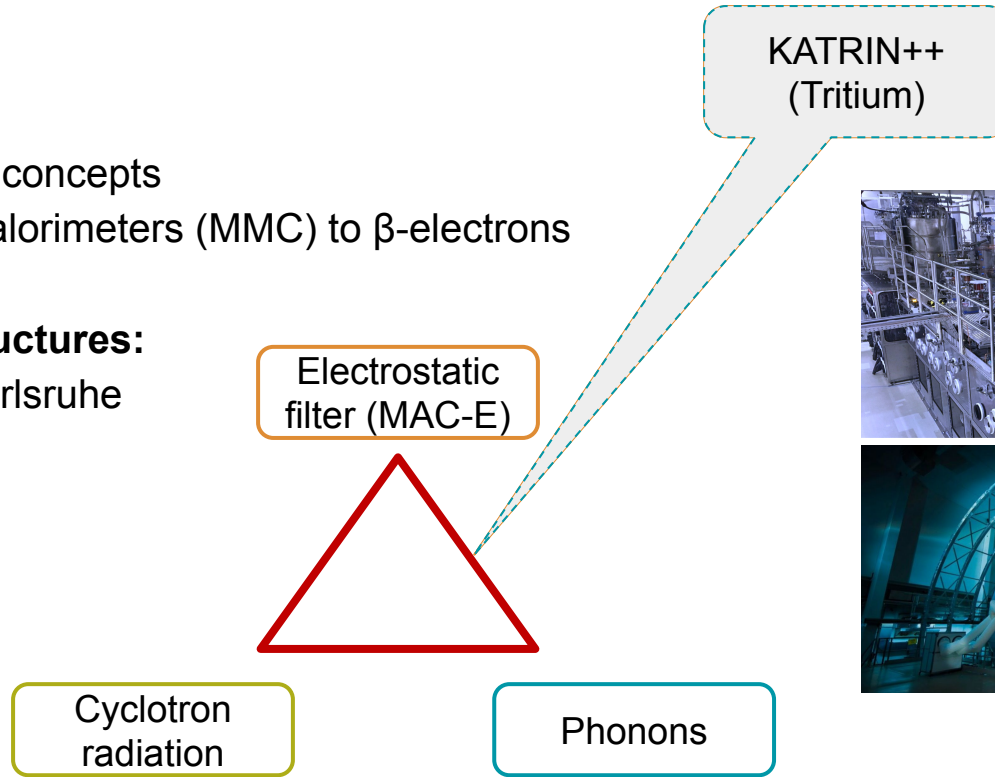 KATRIN++
(Tritium)
concepts
alorimeters (MMC) to β-electrons
uctures:
rlsruhe
Electrostatic
filter (MAC-E)
Cyclotron
radiation
Phonons